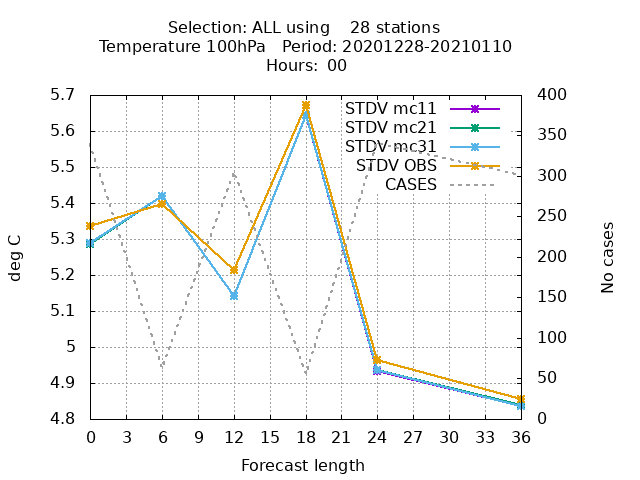 Selection: ALL using    28 stations
Temperature 100hPa   Period: 20201228-20210110
Hours:  00
5.7
5.6
5.5
5.4
5.3
5.2
5.1
5
4.9
4.8
deg C
STDV mc11
STDV mc21
STDV mc31
STDV OBS
CASES
400
350
300
250
200
150
100
50
0
No cases
0 3 6 9 12 15 18 21 24 27 30 33 36
Forecast length